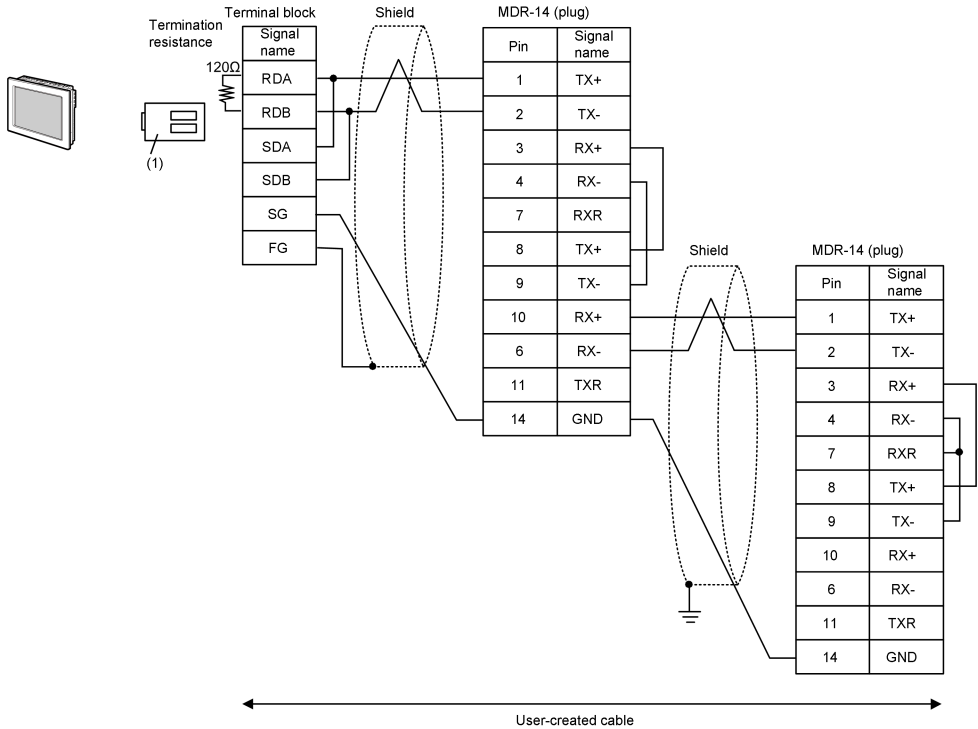 Termination
resistance
120Ω
(1)
Terminal block
Signal
name
RDA
RDB
SDA
SDB
SG
FG
Shield
MDR-14 (plug)
Pin Signal
name
1 TX+
2 TX-
3 RX+
4 RX-
7 RXR
8 TX+
9 TX-
10 RX+
6 RX-
11 TXR
14 GND
Shield
MDR-14 (plug)
Pin Signal
name
1 TX+
2 TX-
3 RX+
4 RX-
7 RXR
8 TX+
9 TX-
10 RX+
6 RX-
11 TXR
14 GND
User-created cable